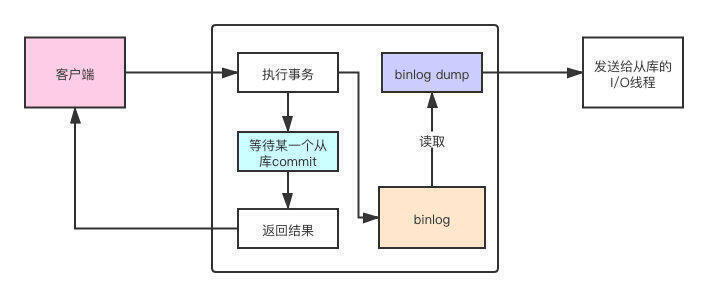 客户端
执行事务
binlog dump
发送给从库的
I/O线程
等待某一个从
库commit
读取
返回结果
binlog